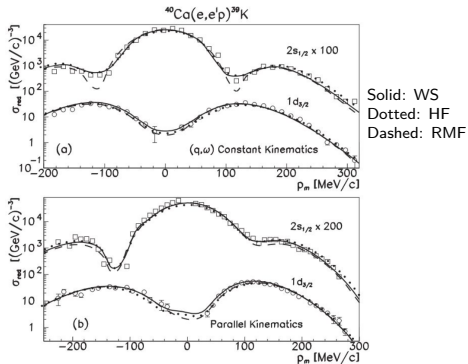 ⁴⁰Ca(e,e'p)³⁹K
σred [(GeV/c)⁻³]
10⁴
10³
10²
10
1
10⁻¹
2s₁/₂ x 100
1d₃/₂
(a)
(q,ω) Constant Kinematics
-200 -100 0 100 200 300
pm [MeV/c]
Solid: WS
Dotted: HF
Dashed: RMF
σred [(GeV/c)⁻³]
10⁴
10³
10²
10
1
2s₁/₂ x 200
1d₃/₂
(b)
Parallel Kinematics
-200 -100 0 100 200 300
pm [MeV/c]